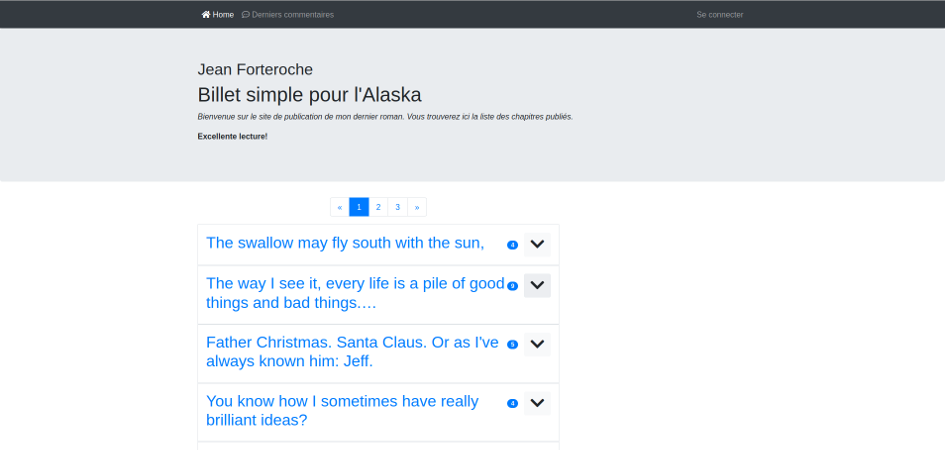 Home Derniers commentaires Se connecter
Jean Forteroche
Billet simple pour l'Alaska
Bienvenue sur le site de publication de mon dernier roman. Vous trouverez ici la liste des chapitres publiés.
Excellente lecture!
« 1 2 3 »
The swallow may fly south with the sun, 4
The way I see it, every life is a pile of good 9
things and bad things.…
Father Christmas. Santa Claus. Or as I've 5
always known him: Jeff.
You know how I sometimes have really 4
brilliant ideas?